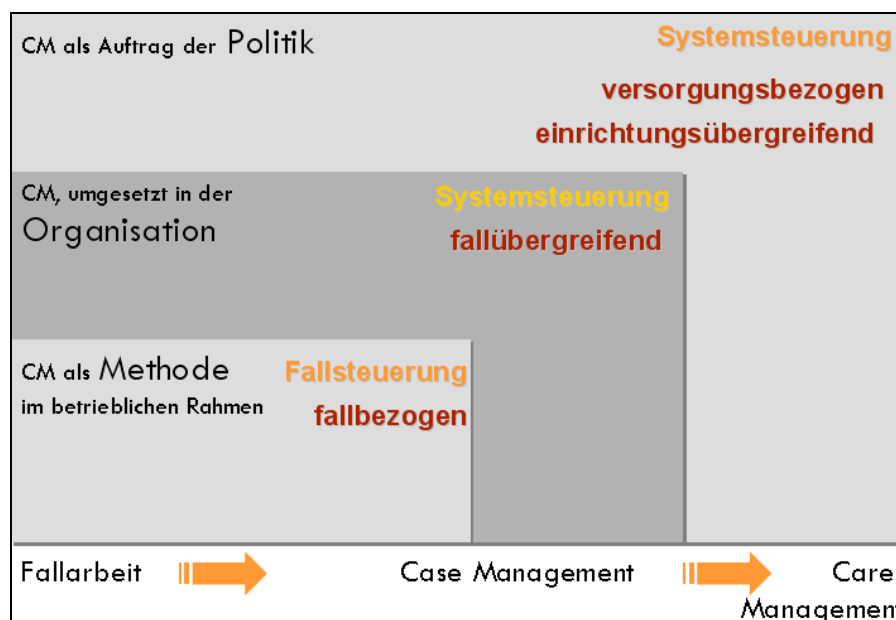 CM als Auftrag der Politik
Systemsteuerung
versorgungsbezogen
einrichtungsübergreifend
CM, umgesetzt in der
Organisation
Systemsteuerung
fallübergreifend
CM als Methode
im betrieblichen Rahmen
Fallsteuerung
fallbezogen
Fallarbeit
Case Management
Care
Management